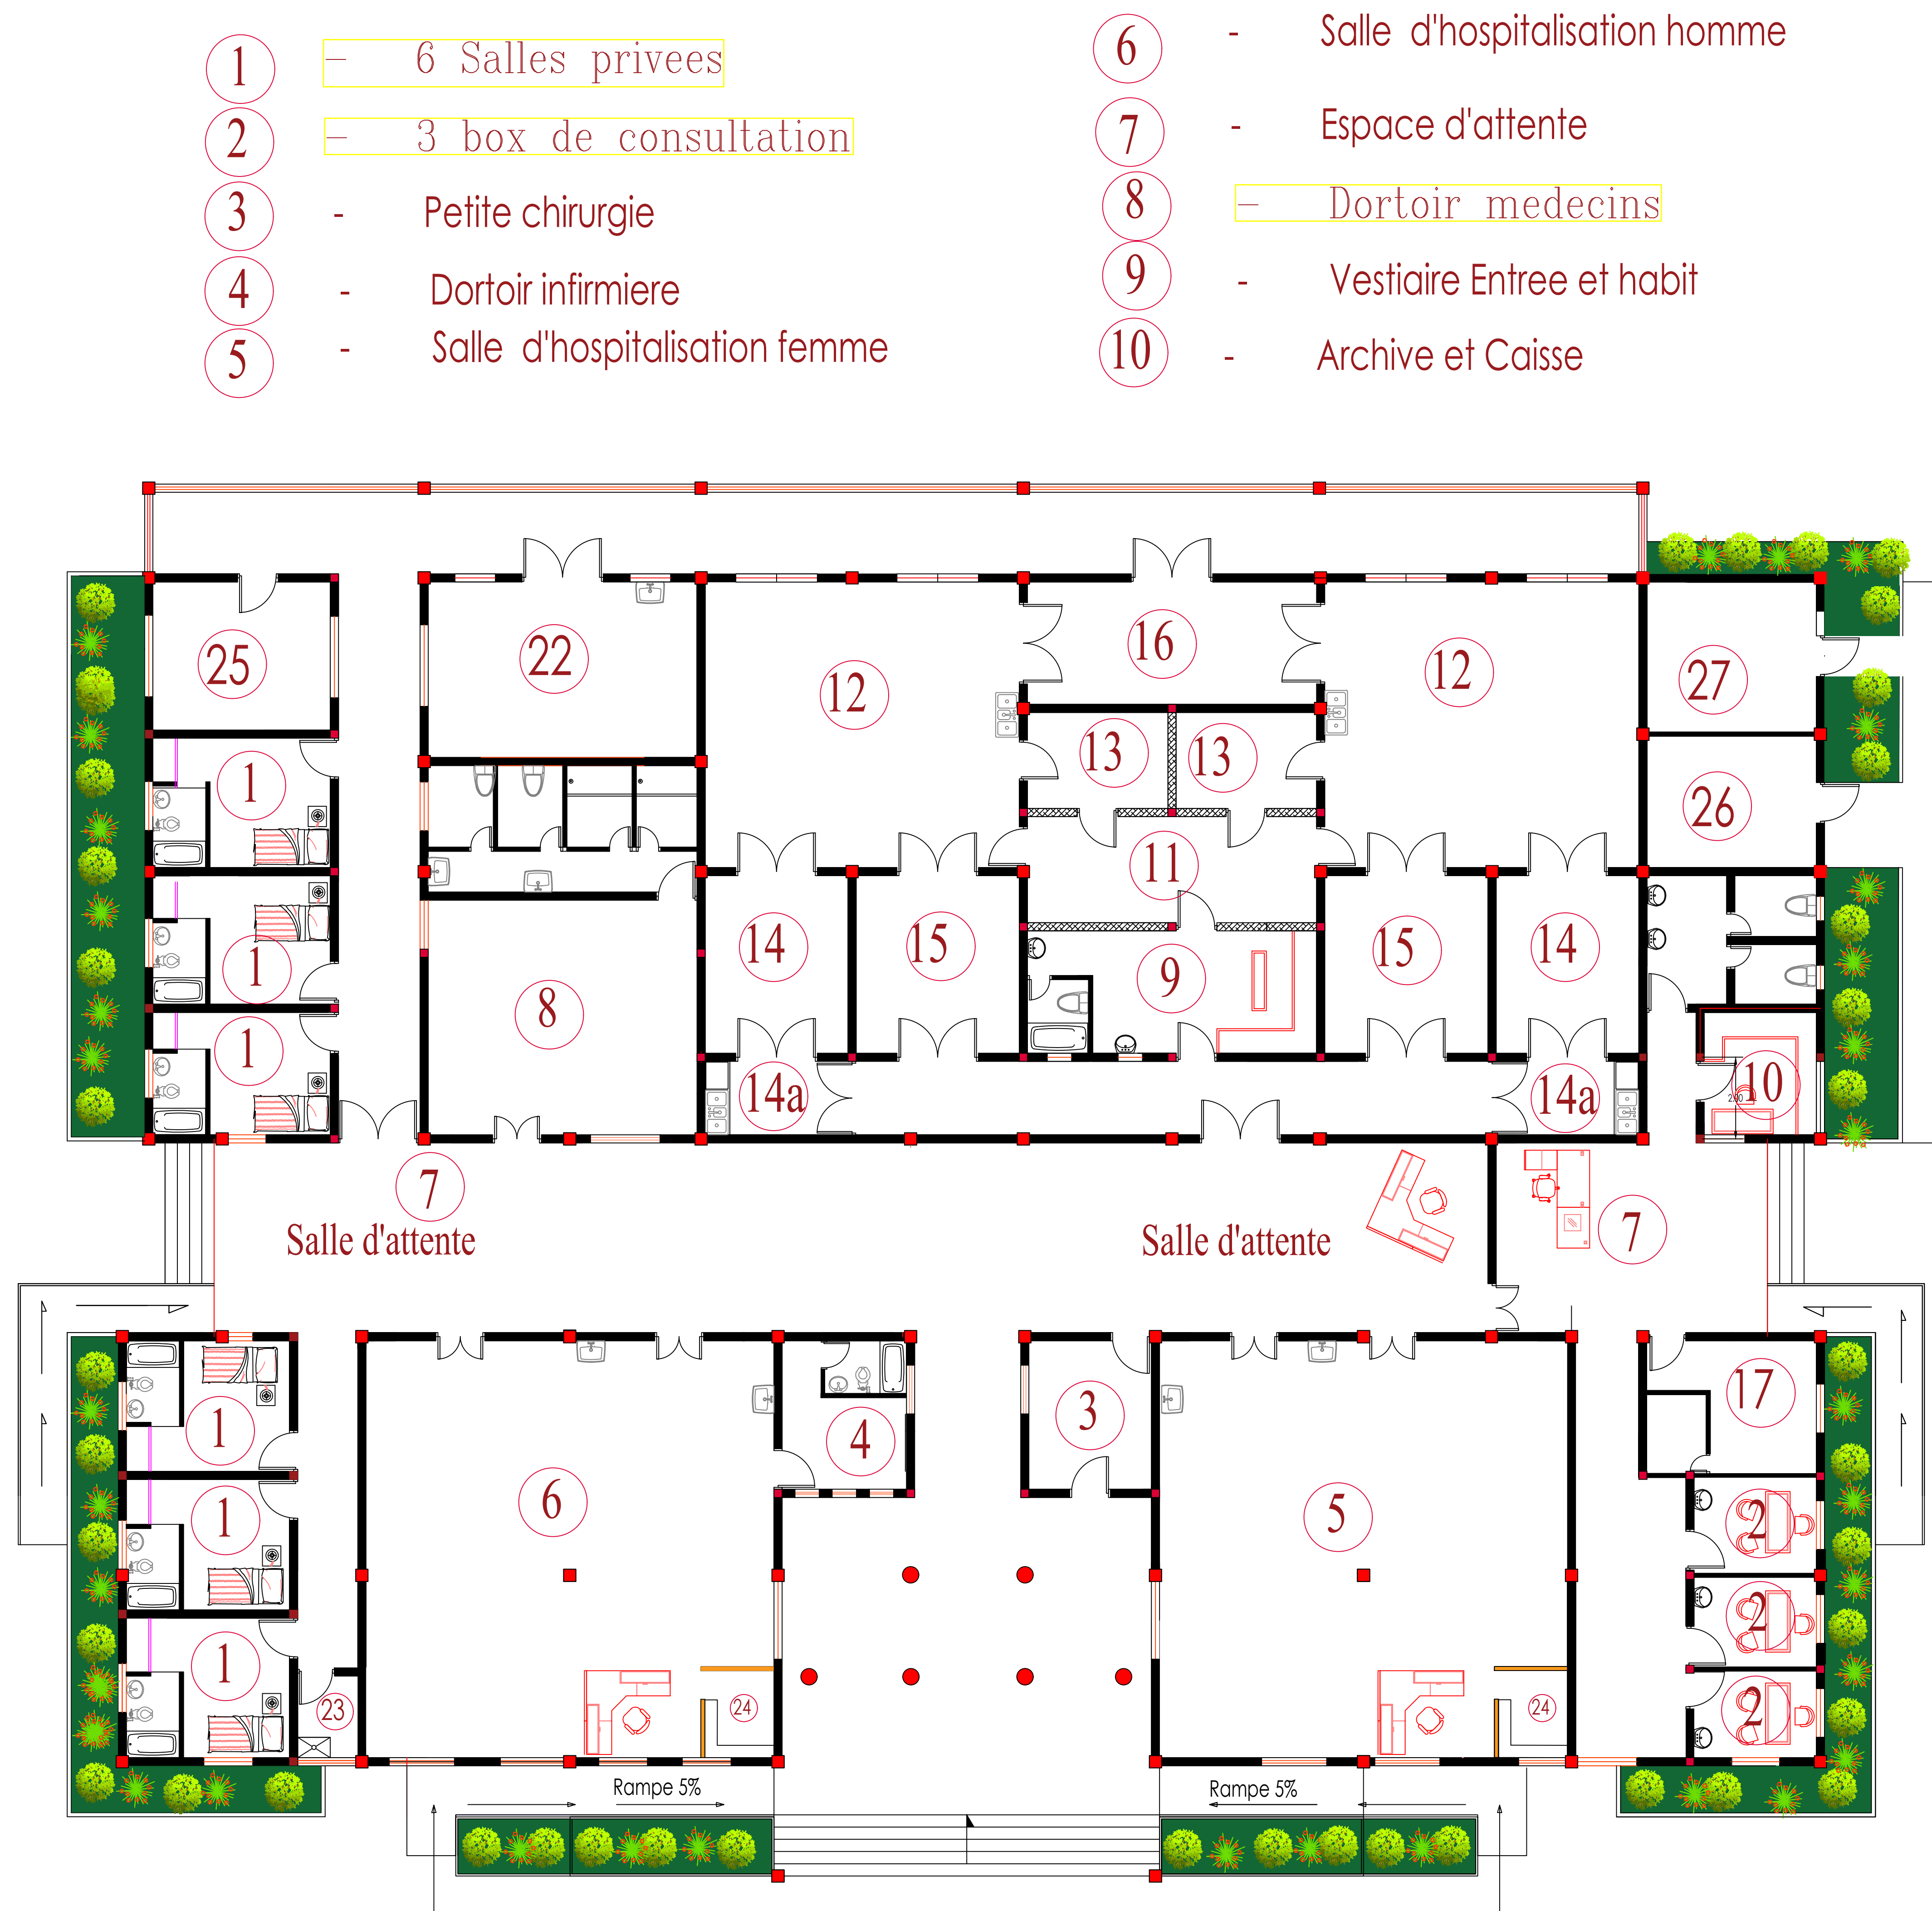 1 - 6 Salles privees
2 - 3 box de consultation
3 - Petite chirurgie
4 - Dortoir infirmiere
5 - Salle d'hospitalisation femme
6 - Salle d'hospitalisation homme
7 - Espace d'attente
8 - Dortoir medecins
9 - Vestiaire Entree et habit
10 - Archive et Caisse
25
22
12
16
12
27
13
13
1
26
11
14
15
15
14
1
9
8
1
14a
14a
2.00
10
7
Salle d'attente
Salle d'attente
7
1
4
3
17
6
5
1
2
2
1
23
24
24
2
Rampe 5%
Rampe 5%